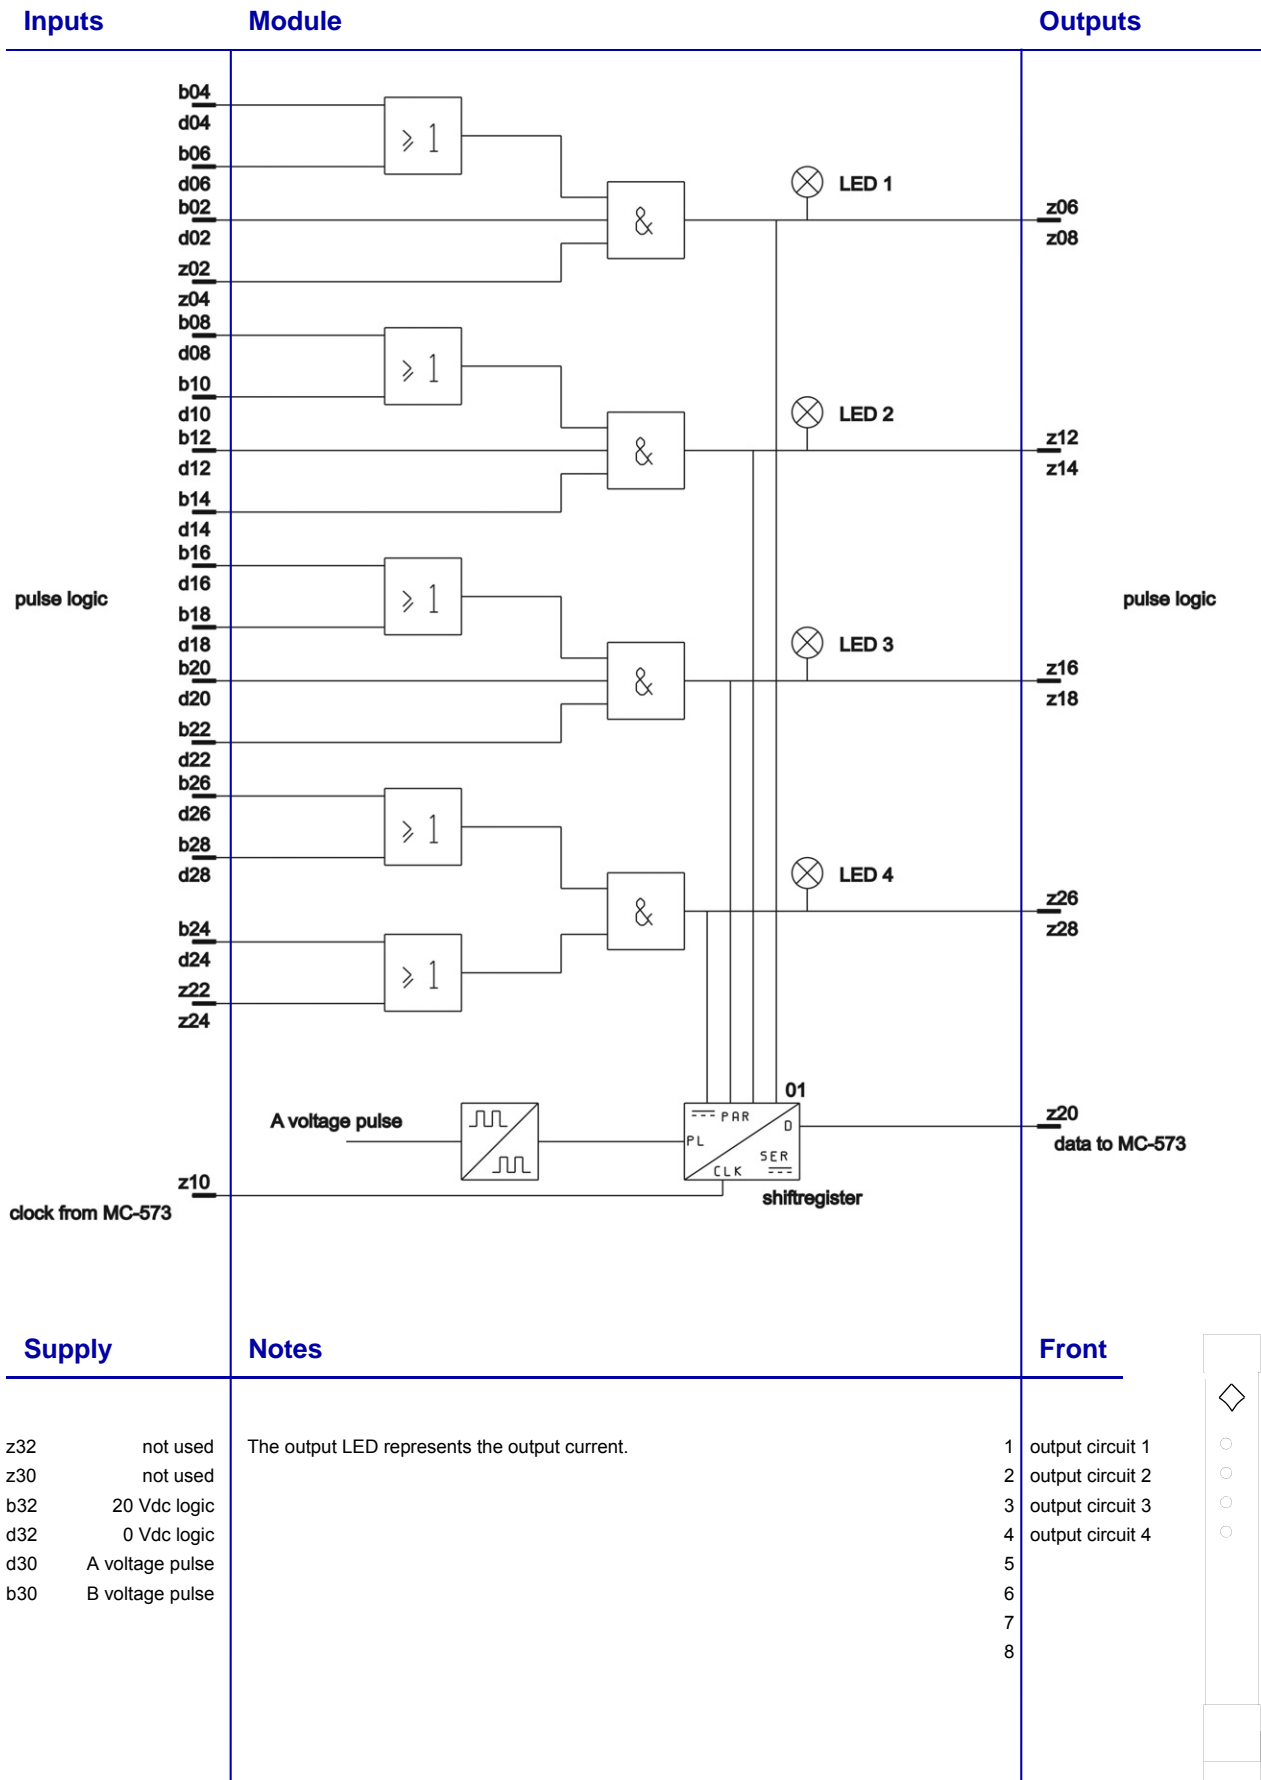 Inputs Module Outputs
b04
d04
≥ 1
b06
d06
LED 1
b02
&
z06
d02
z08
z02
z04
b08
d08
≥ 1
b10
d10
LED 2
b12
&
z12
d12
z14
b14
d14
b16
d16
pulse logic
≥ 1
pulse logic
b18
d18
LED 3
b20
&
z16
d20
z18
b22
d22
b26
d26
≥ 1
b28
d28
LED 4
&
z26
b24
z28
d24
≥ 1
z22
z24
01
A voltage pulse
PAR
D
z20
PL
data to MC-573
SER
CLK
z10
shiftregister
clock from MC-573
Supply Notes Front
z32 not used The output LED represents the output current. 1 output circuit 1
z30 not used 2 output circuit 2
b32 20 Vdc logic 3 output circuit 3
d32 0 Vdc logic 4 output circuit 4
d30 A voltage pulse 5
b30 B voltage pulse 6
7
8